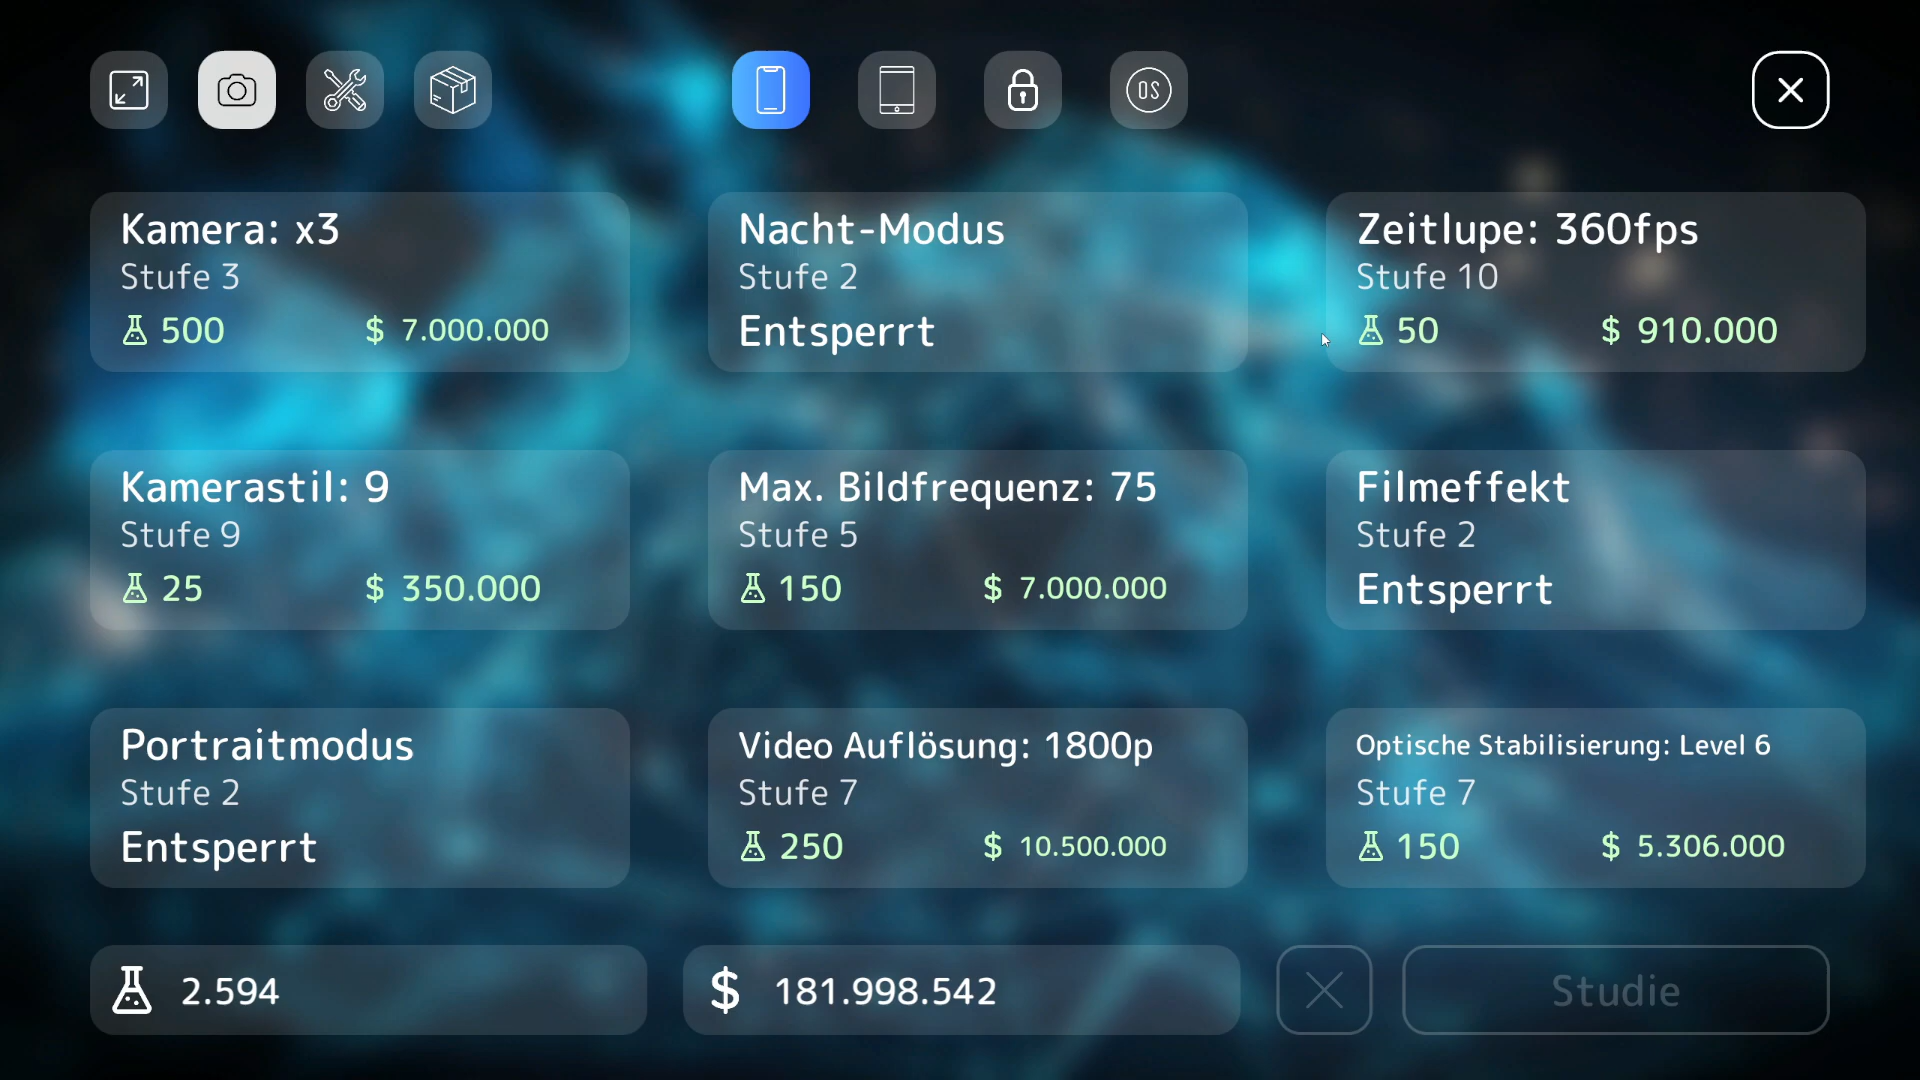 OS
Kamera: x3
Stufe 3
500 $ 7.000.000
Nacht-Modus
Stufe 2
Entsperrt
Zeitlupe: 360fps
Stufe 10
50 $ 910.000
Kamerastil: 9
Stufe 9
25 $ 350.000
Max. Bildfrequenz: 75
Stufe 5
150 $ 7.000.000
Filmeffekt
Stufe 2
Entsperrt
Portraitmodus
Stufe 2
Entsperrt
Video Auflösung: 1800p
Stufe 7
250 $ 10.500.000
Optische Stabilisierung: Level 6
Stufe 7
150 $ 5.306.000
2.594
$ 181.998.542
Studie